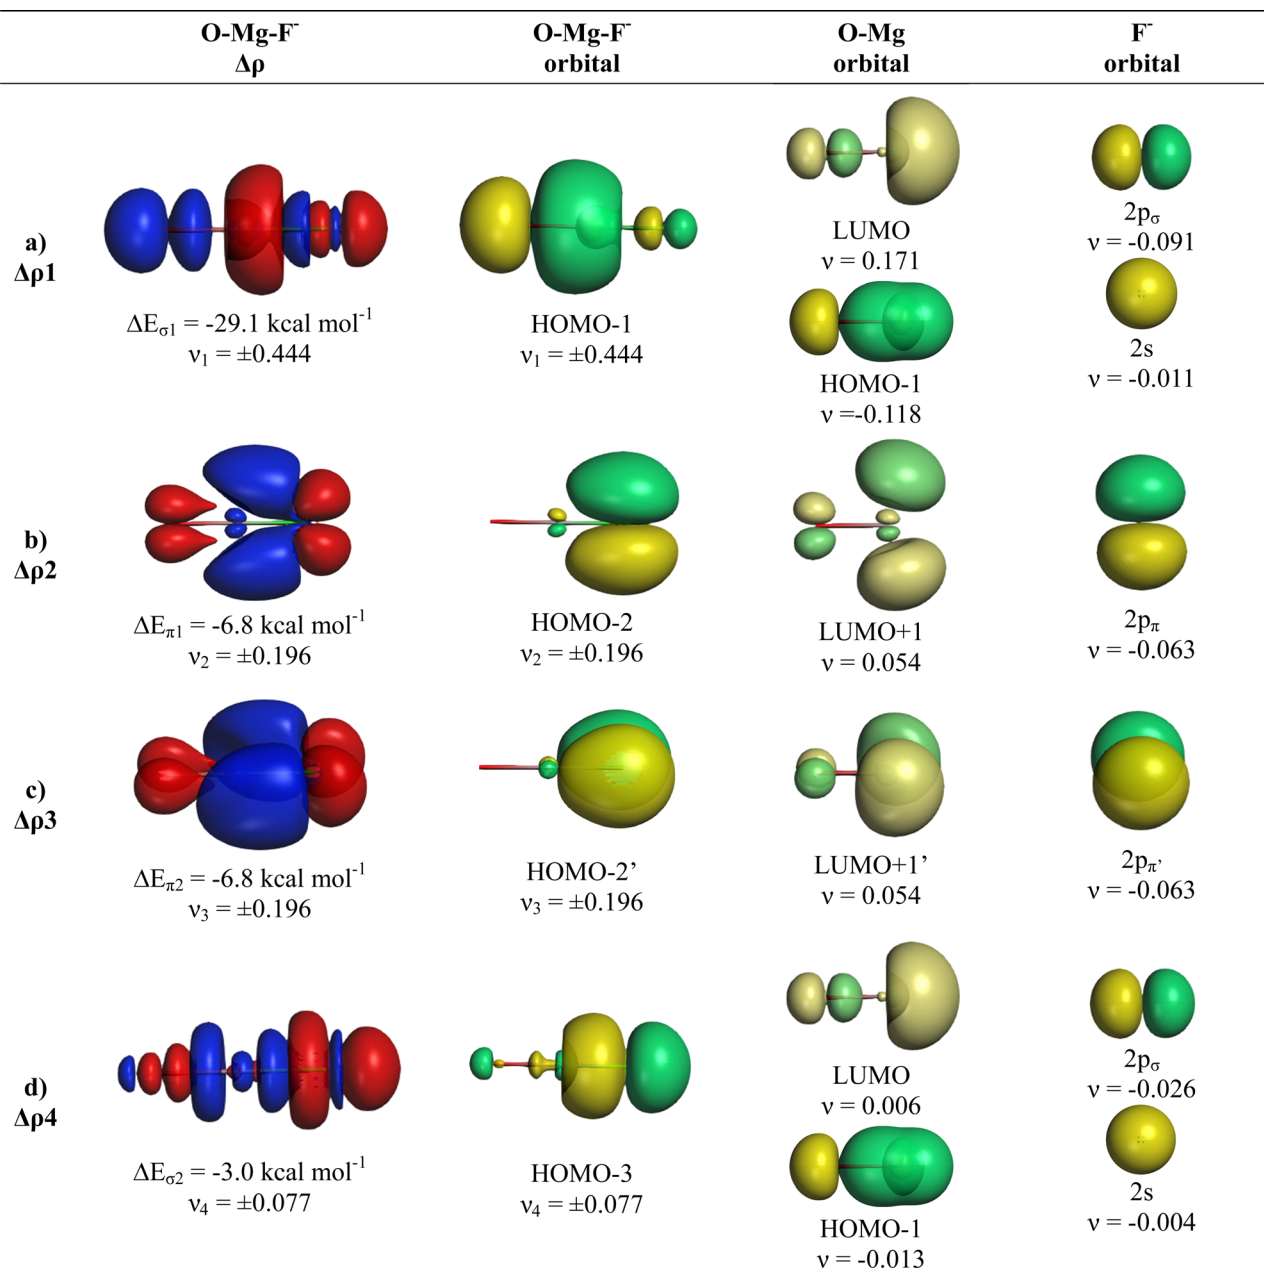 O-Mg-F⁻ O-Mg-F⁻ O-Mg F⁻
Δρ orbital orbital orbital
a)
Δρ1
ΔEσ1 = -29.1 kcal mol⁻¹
ν₁ = ±0.444
HOMO-1
ν₁ = ±0.444
LUMO
ν = 0.171
HOMO-1
ν =-0.118
2pσ
ν = -0.091
2s
ν = -0.011
b)
Δρ2
ΔEπ1 = -6.8 kcal mol⁻¹
ν₂ = ±0.196
HOMO-2
ν₂ = ±0.196
LUMO+1
ν = 0.054
2pπ
ν = -0.063
c)
Δρ3
ΔEπ2 = -6.8 kcal mol⁻¹
ν₃ = ±0.196
HOMO-2’
ν₃ = ±0.196
LUMO+1’
ν = 0.054
2pπ’
ν = -0.063
d)
Δρ4
ΔEσ2 = -3.0 kcal mol⁻¹
ν₄ = ±0.077
HOMO-3
ν₄ = ±0.077
LUMO
ν = 0.006
HOMO-1
ν = -0.013
2pσ
ν = -0.026
2s
ν = -0.004